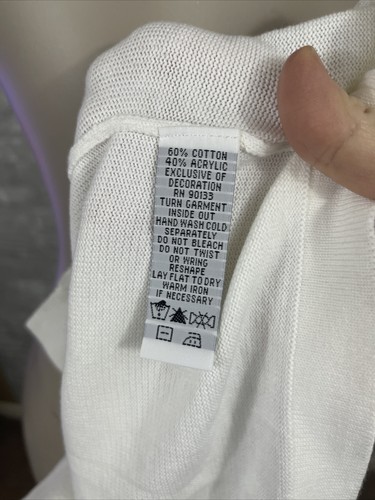 60% COTTON
40% ACRYLIC
EXCLUSIVE OF
DECORATION
RN 90133
TURN GARMENT
INSIDE OUT
HAND WASH COLD
SEPARATELY
DO NOT BLEACH
DO NOT TWIST
OR WRING
RESHAPE
LAY FLAT TO DRY
WARM IRON
IF NECESSARY